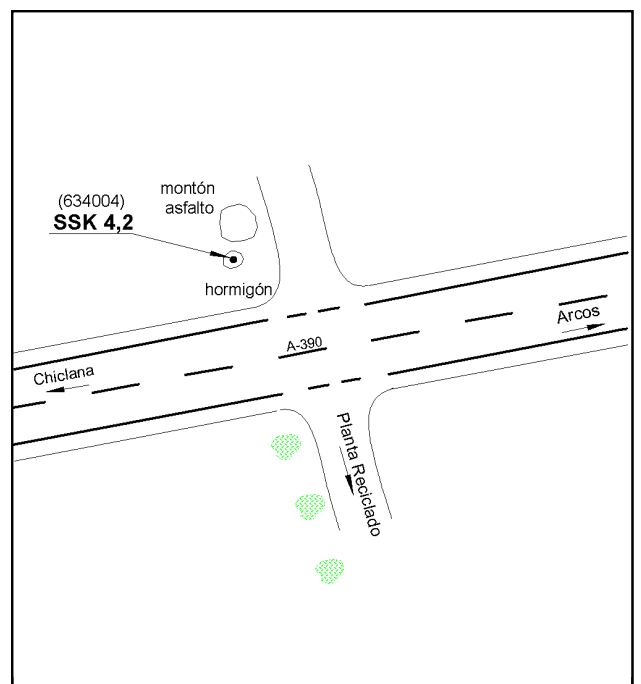 montón
asfalto
(634004)
SSK 4,2
hormigón
Arcos
A-390
Chiclana
Planta Reciclado